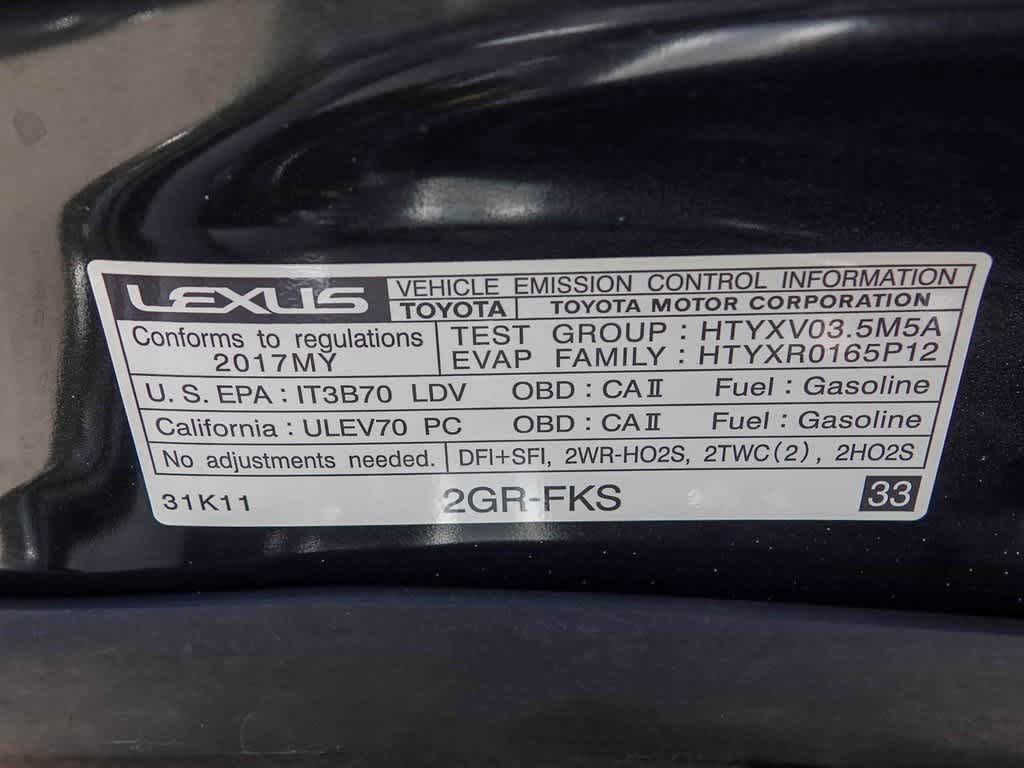 LEXUS VEHICLE EMISSION CONTROL INFORMATION
TOYOTA TOYOTA MOTOR CORPORATION
Conforms to regulations TEST GROUP : HTYXV03.5M5A
2017MY EVAP FAMILY : HTYXR0165P12
U.S. EPA : IT3B70 LDV OBD : CAⅡ Fuel : Gasoline
California : ULEV70 PC OBD : CAⅡ Fuel : Gasoline
No adjustments needed. DFI+SFI, 2WR-HO2S, 2TWC(2), 2HO2S
31K11 2GR-FKS 33